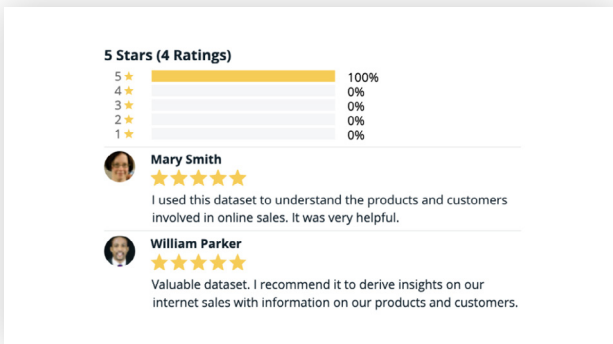 5 Stars (4 Ratings)
5 ★ 100%
4 ★ 0%
3 ★ 0%
2 ★ 0%
1 ★ 0%
Mary Smith
I used this dataset to understand the products and customers
involved in online sales. It was very helpful.
William Parker
Valuable dataset. I recommend it to derive insights on our
internet sales with information on our products and customers.